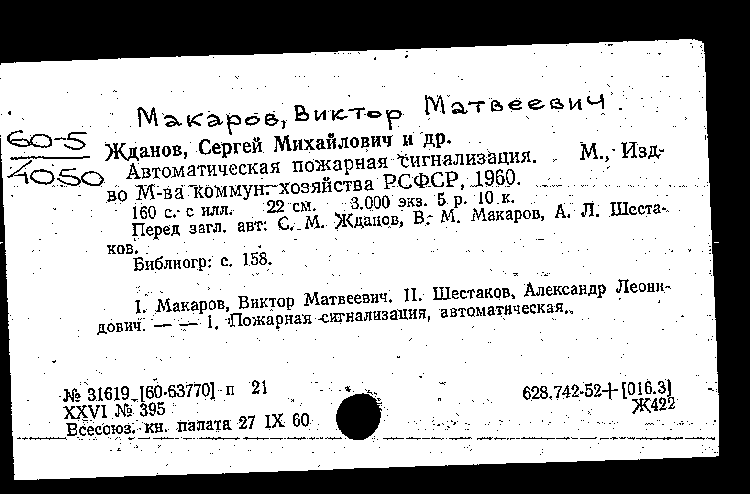 Макаров, Виктор Матвеевич.
60-5
4050
Жданов, Сергей Михайлович и др.
Автоматическая пожарная сигнализация. М., Изд-
во М-ва коммун. хозяйства РСФСР, 1960.
160 с. с илл. 22 см. 3.000 экз. 5 р. 10 к.
Перед загл. авт: С. М. Жданов, В. М. Макаров, А. Л. Шеста-
ков.
Библиогр: с. 158.
I. Макаров, Виктор Матвеевич. II. Шестаков, Александр Леони-
дович. — — 1. Пожарная сигнализация, автоматическая.
№ 31619 [60-63770] п 21
628.742-52+[016.3]
XXVI № 395
Ж422
Всесоюз. кн. палата 27 IX 60